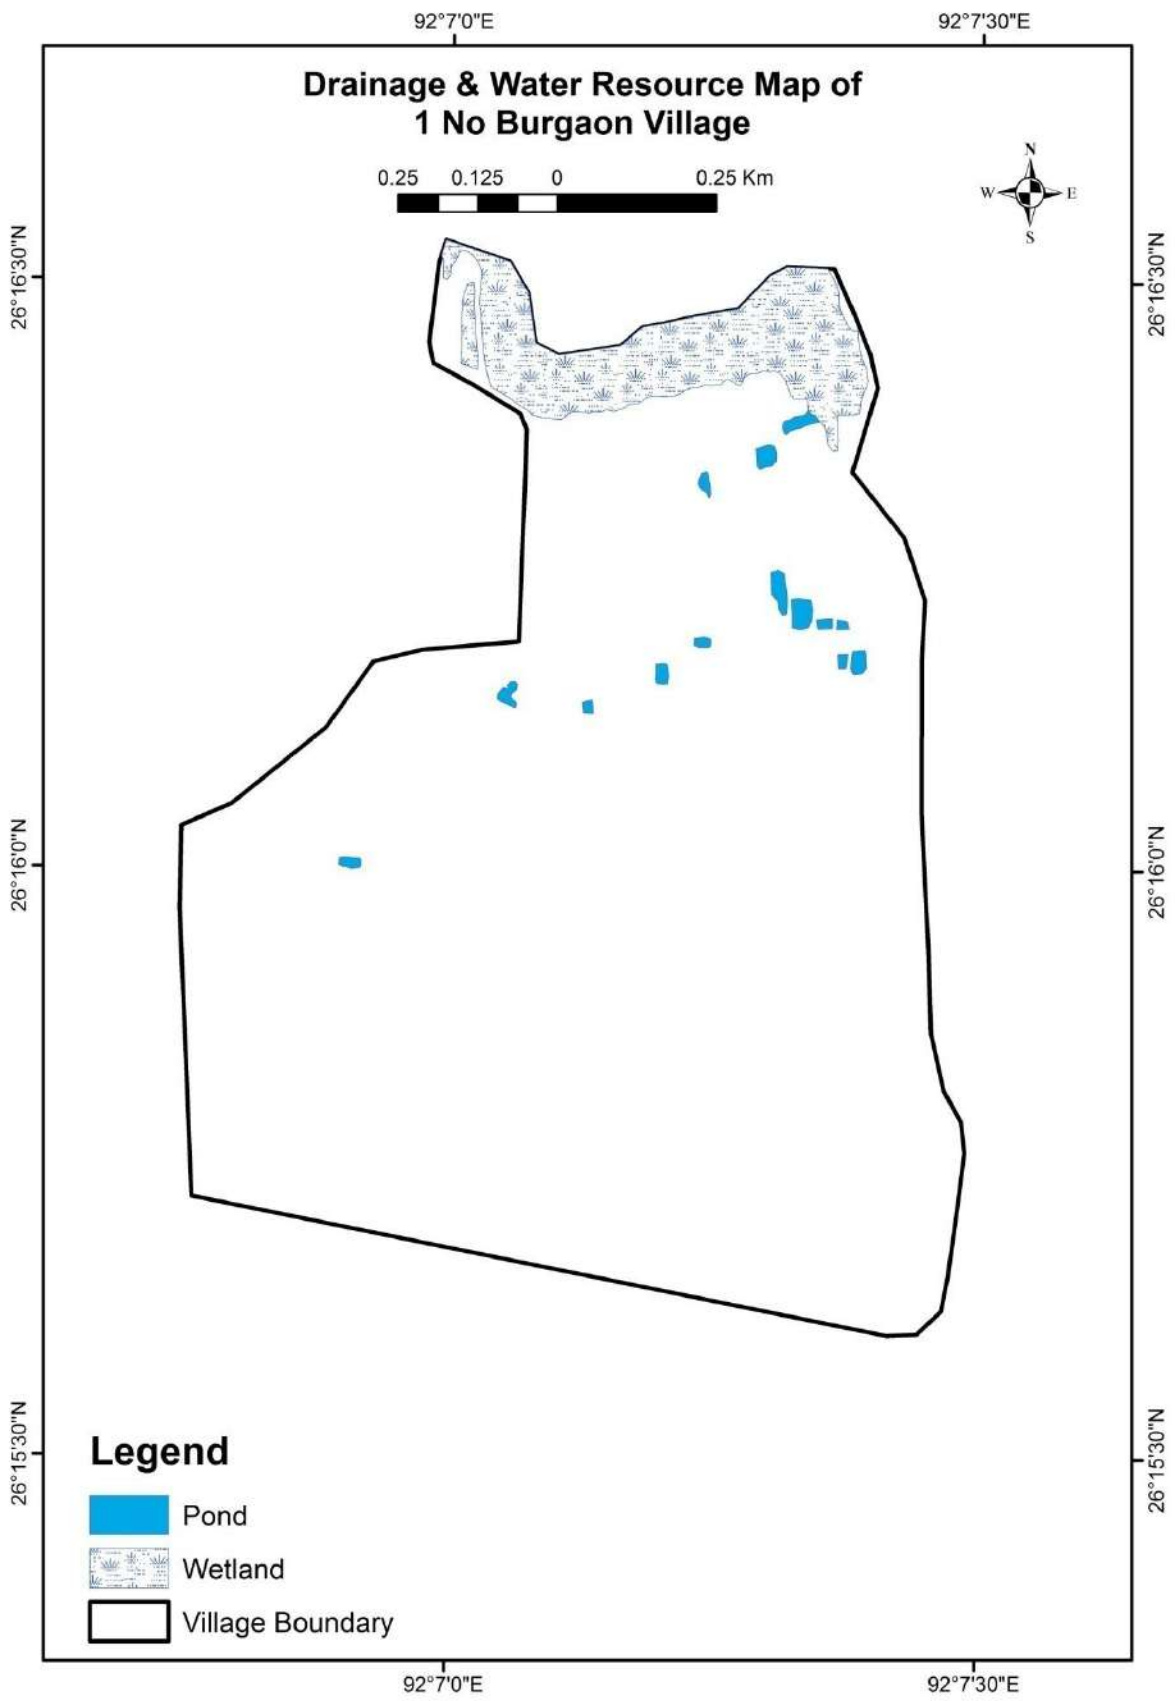 92°7'0"E 92°7'30"E
Drainage & Water Resource Map of
1 No Burgaon Village
0.25 0.125 0 0.25 Km
N
W E
S
26°16'30"N 26°16'30"N
26°16'0"N 26°16'0"N
26°15'30"N 26°15'30"N
Legend
Pond
Wetland
Village Boundary
92°7'0"E 92°7'30"E